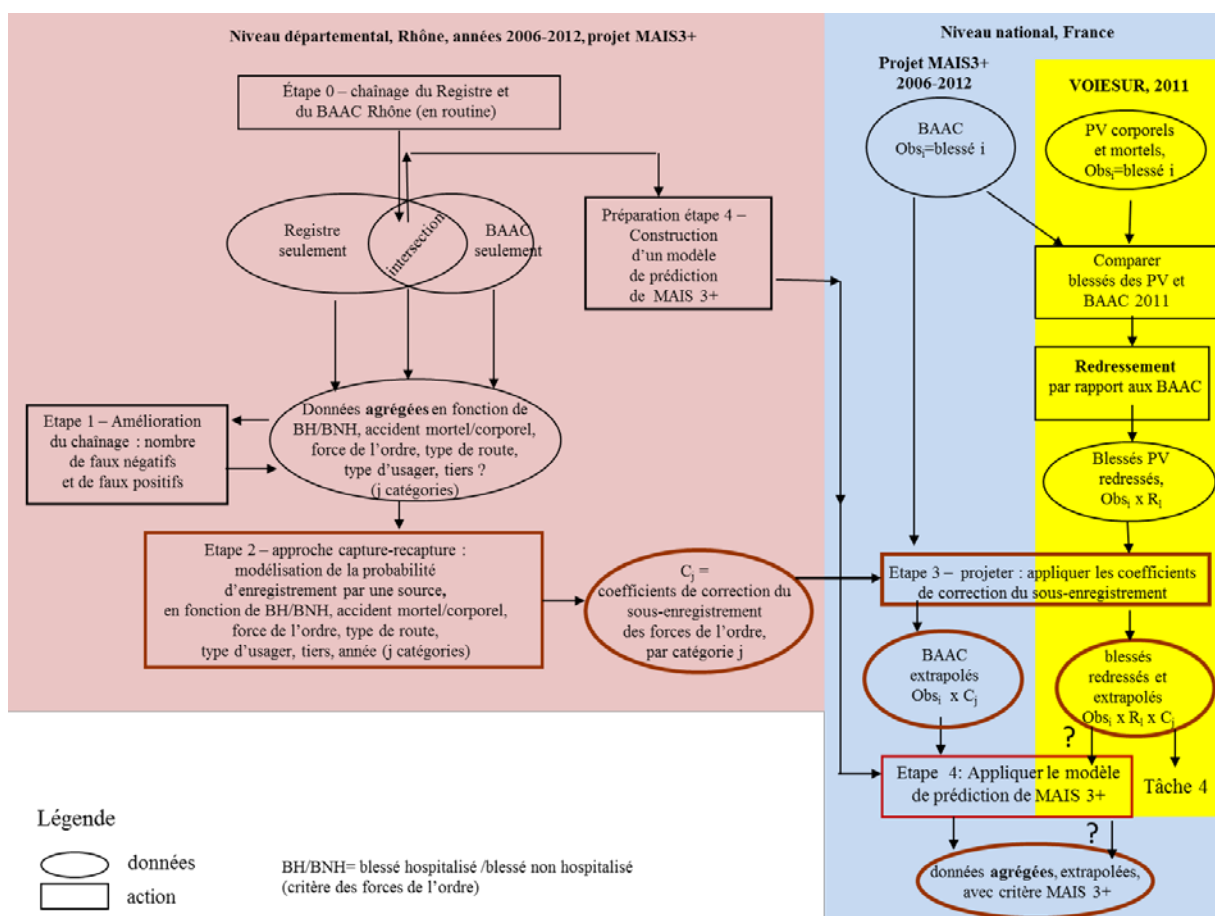 Niveau départemental, Rhône, années 2006-2012, projet MAIS3+
Étape 0 – chaînage du Registre et
du BAAC Rhône (en routine)
Registre
seulement
intersection
BAAC
seulement
Préparation étape 4 –
Construction
d'un modèle
de prédiction
de MAIS 3+
Etape 1 – Amélioration
du chaînage : nombre
de faux négatifs
et de faux positifs
Données agrégées en fonction de
BH/BNH, accident mortel/corporel,
force de l'ordre, type de route,
type d'usager, tiers ?
(j catégories)
Etape 2 – approche capture-recapture :
modélisation de la probabilité
d'enregistrement par une source,
en fonction de BH/BNH, accident mortel/corporel,
force de l'ordre, type de route,
type d'usager, tiers, année (j catégories)
Cj =
coefficients de correction du
sous-enregistrement
des forces de l'ordre,
par catégorie j
Niveau national, France
Projet MAIS3+
2006-2012
VOIESUR, 2011
BAAC
Obsi=blessé i
PV corporels
et mortels,
Obsi=blessé i
Comparer
blessés des PV et
BAAC 2011
Redressement
par rapport aux BAAC
Blessés PV
redressés,
Obsi x Ri
Etape 3 – projeter : appliquer les coefficients
de correction du sous-enregistrement
BAAC
extrapolés
Obsi x Cj
blessés
redressés et
extrapolés
Obsi x Ri x Cj
?
Etape 4: Appliquer le modèle
de prédiction de MAIS 3+
Tâche 4
?
données agrégées, extrapolées,
avec critère MAIS 3+
Légende
données
action
BH/BNH= blessé hospitalisé /blessé non hospitalisé
(critère des forces de l'ordre)